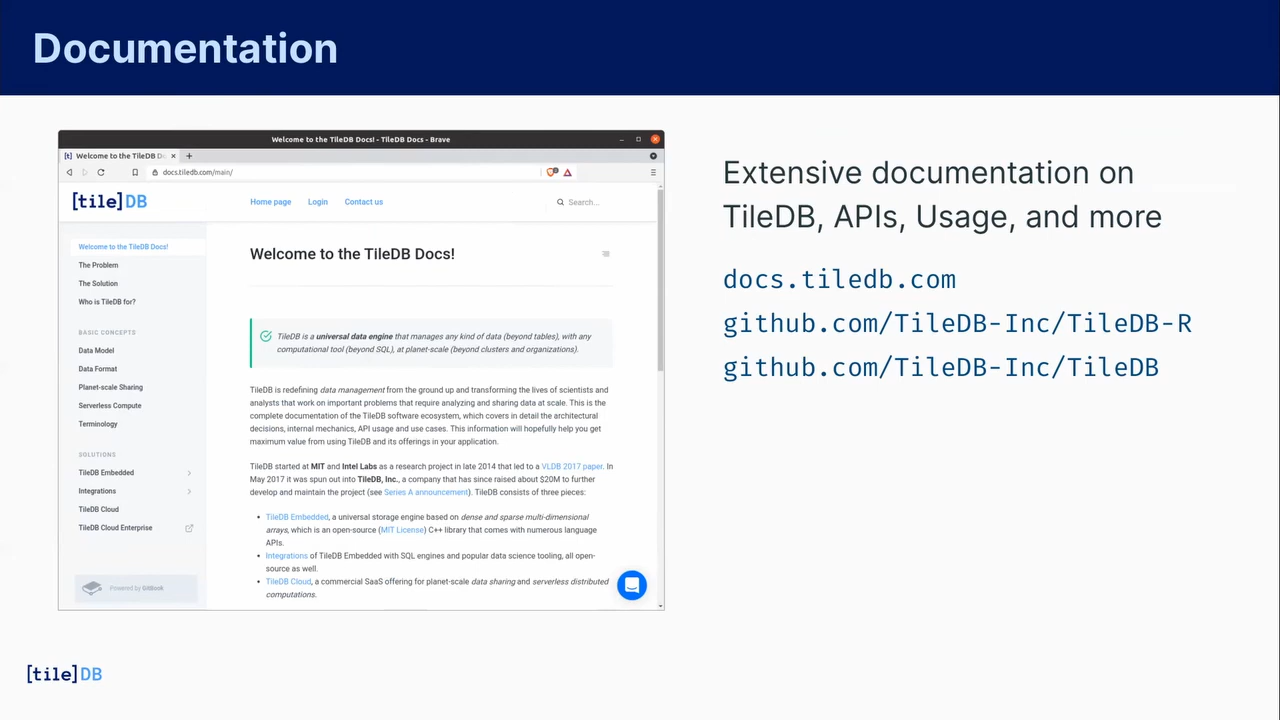 Documentation
Welcome to the TileDB Docs! - TileDB Docs - Brave
[t] Welcome to the TileDB Do
docs.tiledb.com/main/
[tile]DB
Home page Login Contact us Search...
Welcome to the TileDB Docs!
The Problem
The Solution
Who is TileDB for?
BASIC CONCEPTS
Data Model
Data Format
Planet-scale Sharing
Serverless Compute
Terminology
SOLUTIONS
TileDB Embedded
Integrations
TileDB Cloud
TileDB Cloud Enterprise
Powered by GitBook
Welcome to the TileDB Docs!
TileDB is a universal data engine that manages any kind of data (beyond tables), with any
computational tool (beyond SQL), at planet-scale (beyond clusters and organizations).
TileDB is redefining data management from the ground up and transforming the lives of scientists and
analysts that work on important problems that require analyzing and sharing data at scale. This is the
complete documentation of the TileDB software ecosystem, which covers in detail the architectural
decisions, internal mechanics, API usage and use cases. This information will hopefully help you get
maximum value from using TileDB and its offerings in your application.
TileDB started at MIT and Intel Labs as a research project in late 2014 that led to a VLDB 2017 paper. In
May 2017 it was spun out into TileDB, Inc., a company that has since raised about $20M to further
develop and maintain the project (see Series A announcement). TileDB consists of three pieces:
• TileDB Embedded, a universal storage engine based on dense and sparse multi-dimensional
arrays, which is an open-source (MIT License) C++ library that comes with numerous language
APIs.
• Integrations of TileDB Embedded with SQL engines and popular data science tooling, all open-
source as well.
• TileDB Cloud, a commercial SaaS offering for planet-scale data sharing and serverless distributed
computations.
Extensive documentation on
TileDB, APIs, Usage, and more
docs.tiledb.com
github.com/TileDB-Inc/TileDB-R
github.com/TileDB-Inc/TileDB
[tile]DB